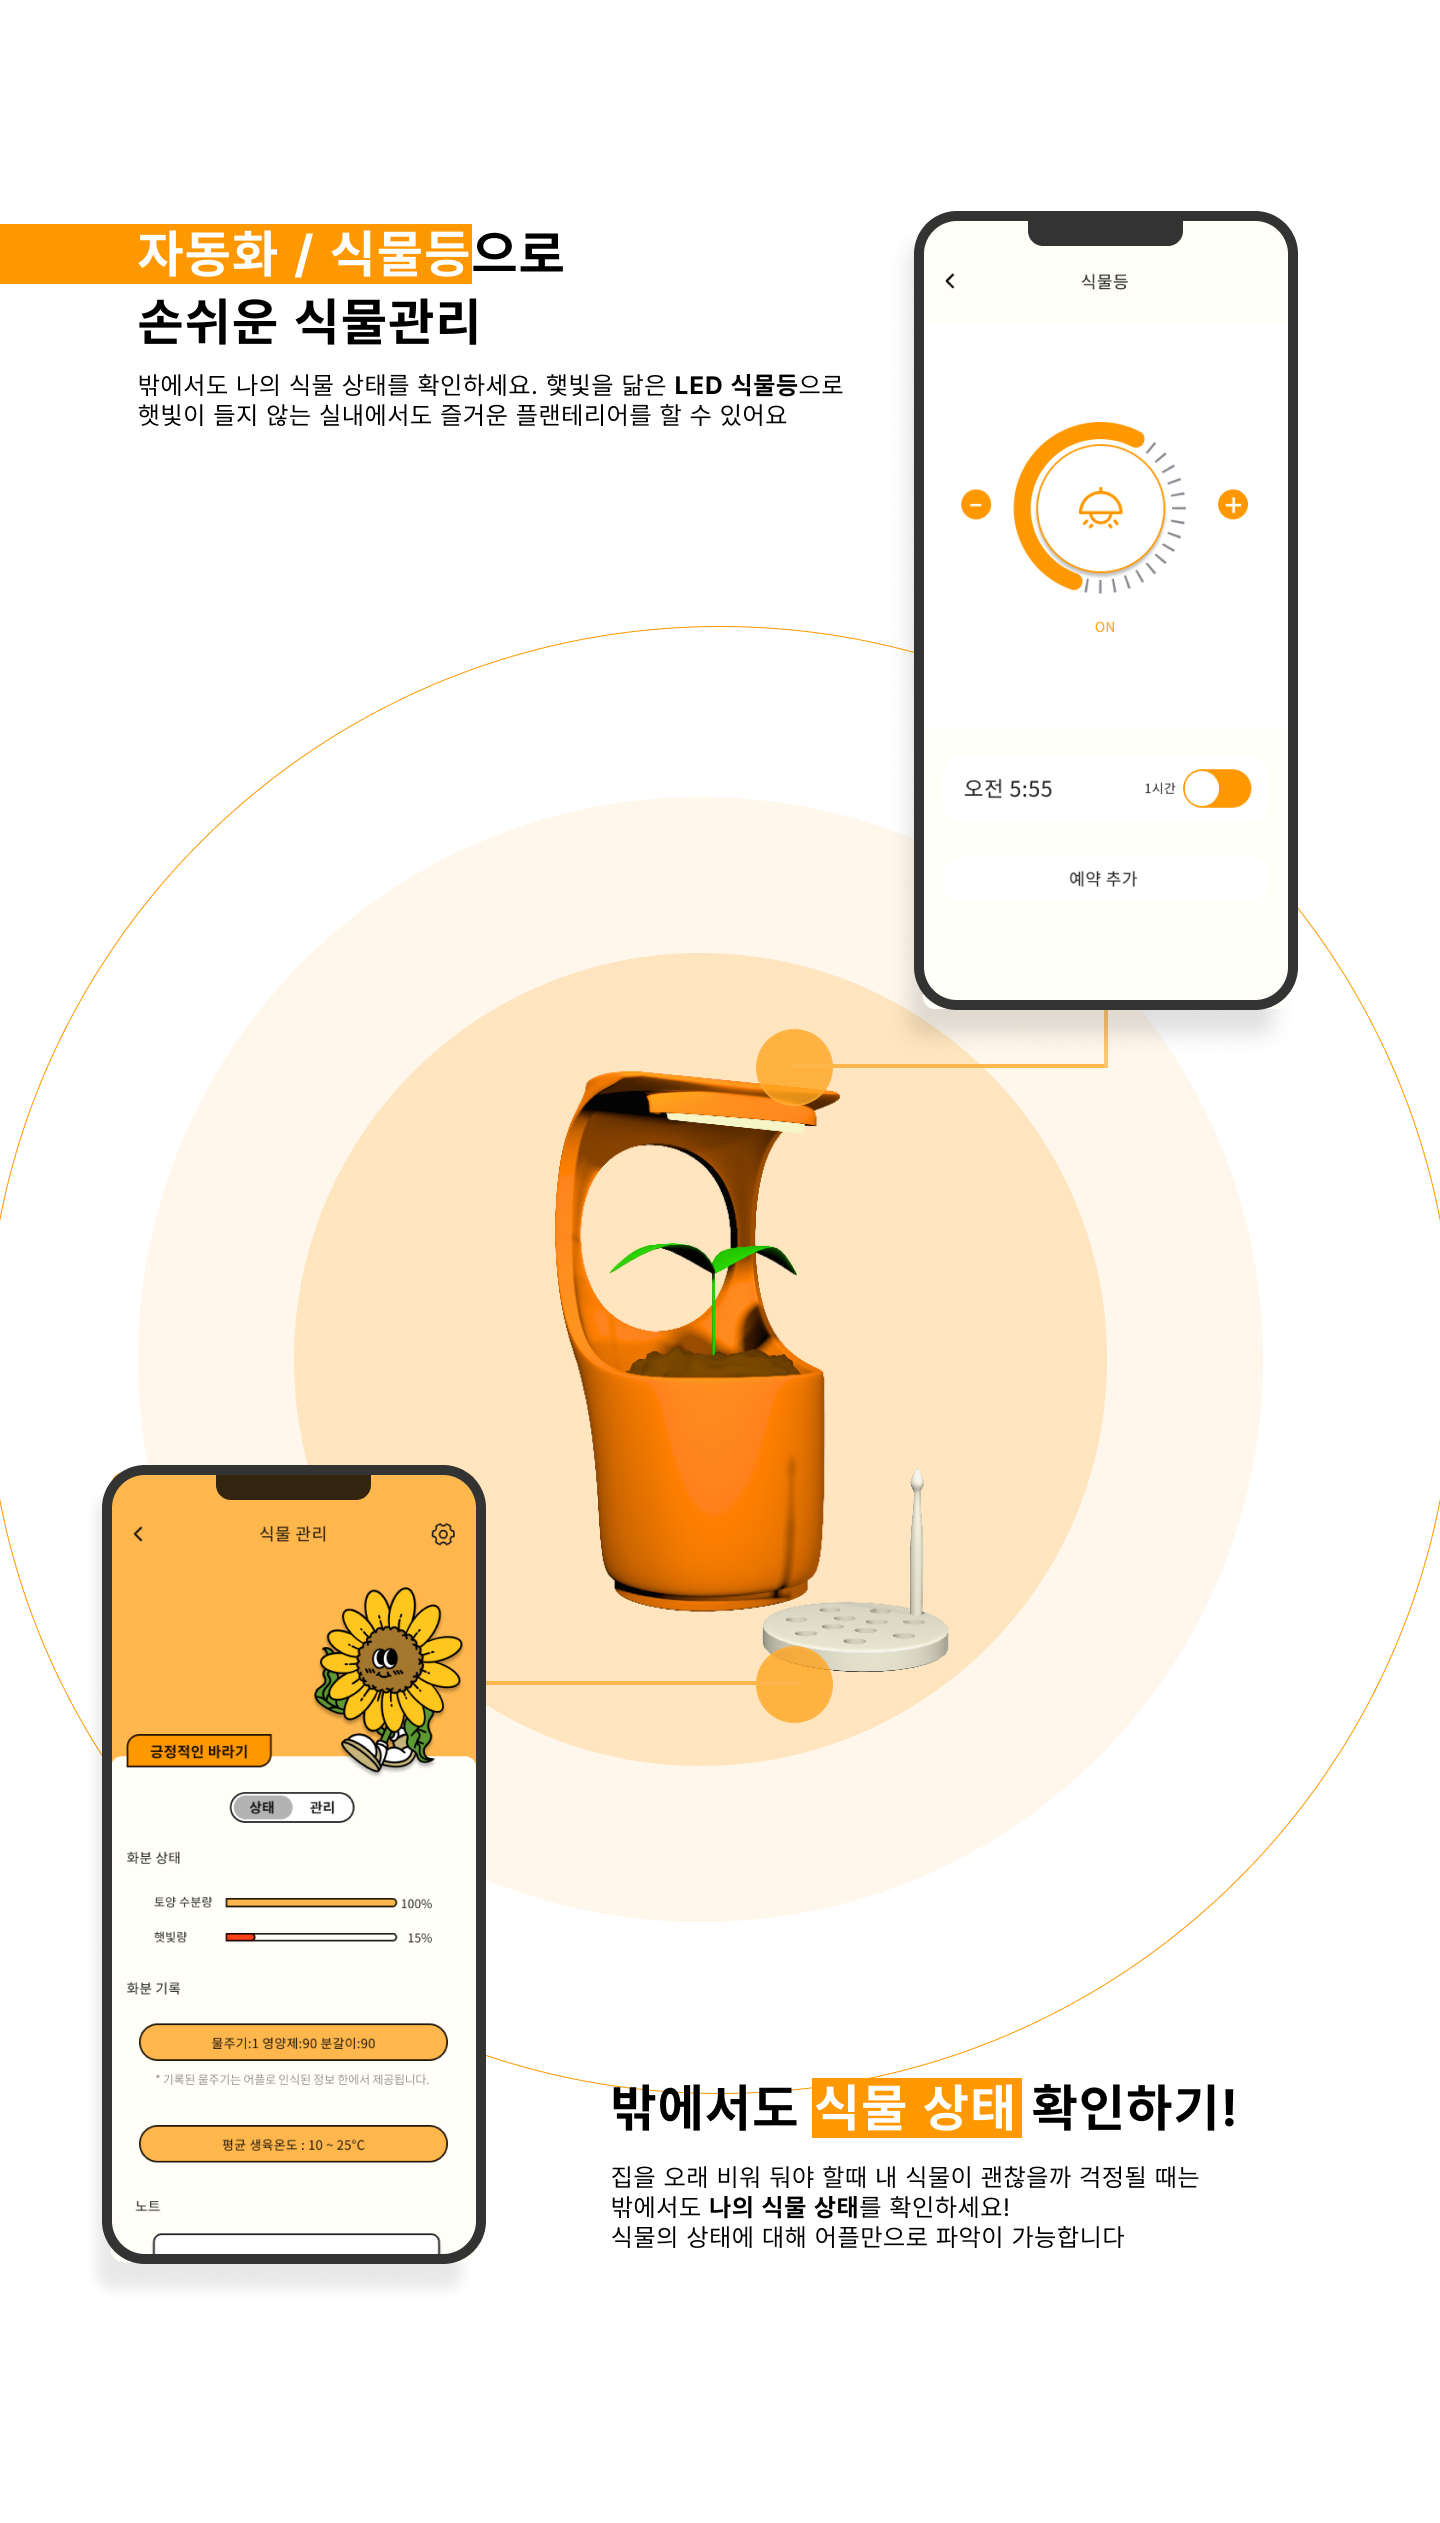 자동화 / 식물등으로
손쉬운 식물관리
밖에서도 나의 식물 상태를 확인하세요. 햇빛을 닮은 LED 식물등으로
햇빛이 들지 않는 실내에서도 즐거운 플랜테리어를 할 수 있어요
식물등
ON
오전 5:55 1시간
예약 추가
식물 관리
긍정적인 바라기
상태 관리
화분 상태
토양 수분량 100%
햇빛량 15%
화분 기록
물주기:1 영양제:90 분갈이:90
* 기록된 물주기는 어플로 인식된 정보 한에서 제공됩니다.
평균 생육온도 : 10 ~ 25°C
노트
밖에서도 식물 상태 확인하기!
집을 오래 비워 둬야 할때 내 식물이 괜찮을까 걱정될 때는
밖에서도 나의 식물 상태를 확인하세요!
식물의 상태에 대해 어플만으로 파악이 가능합니다